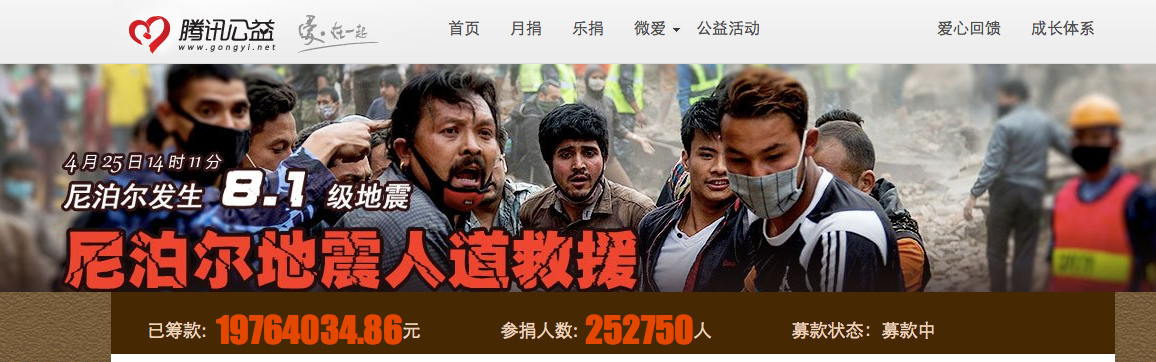 腾讯公益
www.gongyi.net
爱·在一起
首页 月捐 乐捐 微爱 公益活动 爱心回馈 成长体系
4月25日14时11分
尼泊尔发生 8.1 级地震
尼泊尔地震人道救援
已筹款: 19764034.86元 参捐人数: 252750人 募款状态: 募款中